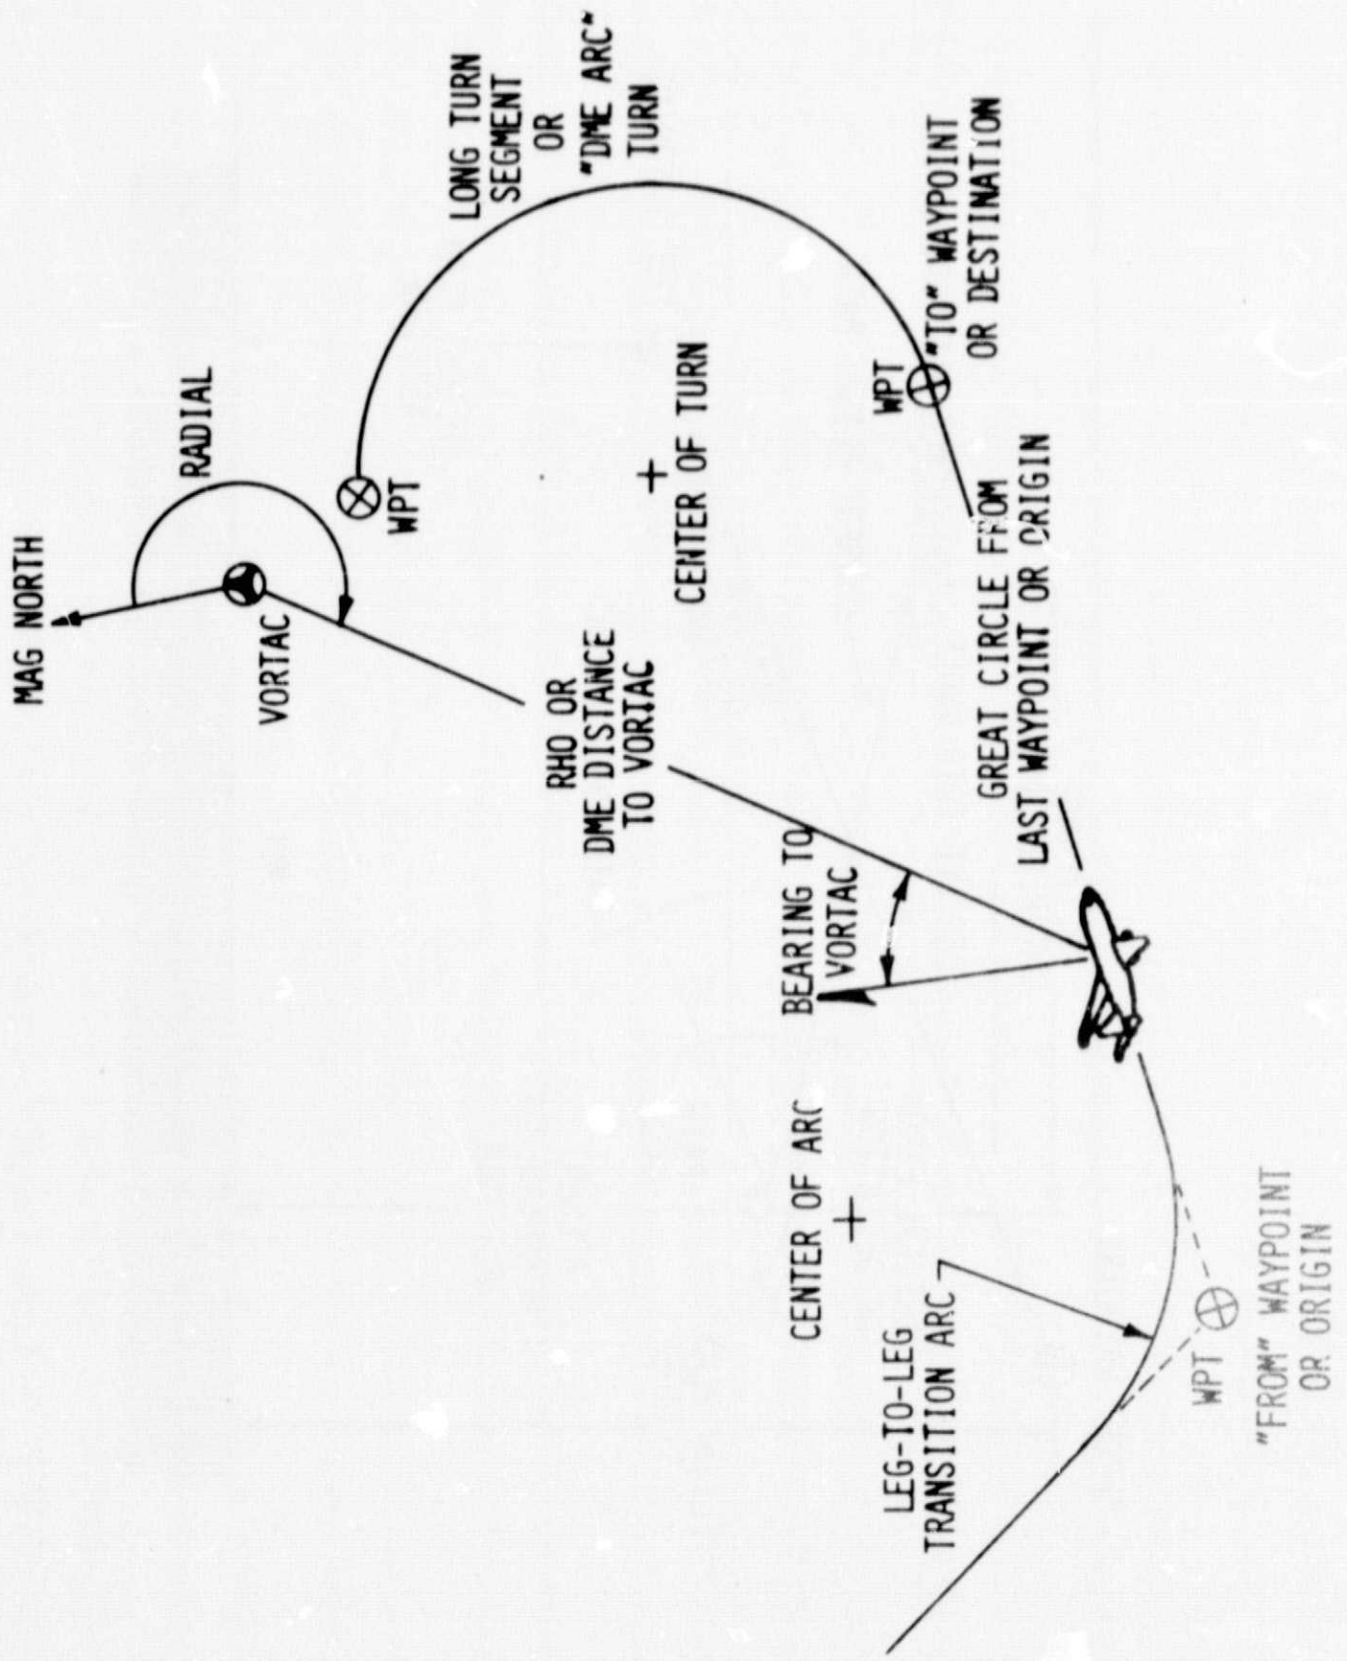 MAG NORTH
RADIAL
VORTAC
WPT
LONG TURN
SEGMENT
OR
"DME ARC"
TURN
RHO OR
DME DISTANCE
TO VORTAC
CENTER OF TURN
WPT
"TO" WAYPOINT
OR DESTINATION
BEARING TO
VORTAC
GREAT CIRCLE FROM
LAST WAYPOINT OR ORIGIN
CENTER OF ARC
LEG-TO-LEG
TRANSITION ARC
WPT
"FROM" WAYPOINT
OR ORIGIN